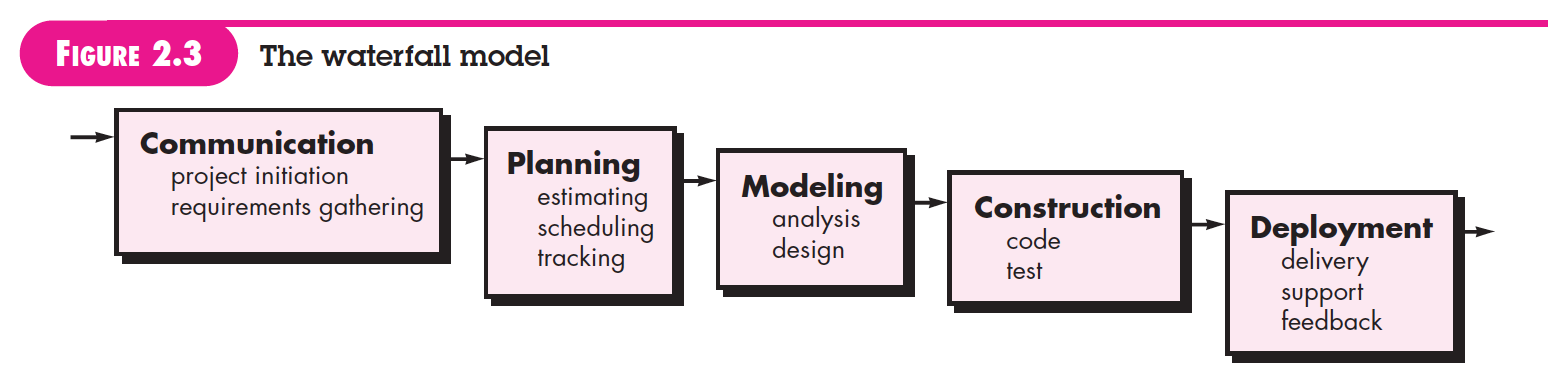 FIGURE 2.3
The waterfall model
Communication
project initiation
requirements gathering
Planning
estimating
scheduling
tracking
Modeling
analysis
design
Construction
code
test
Deployment
delivery
support
feedback